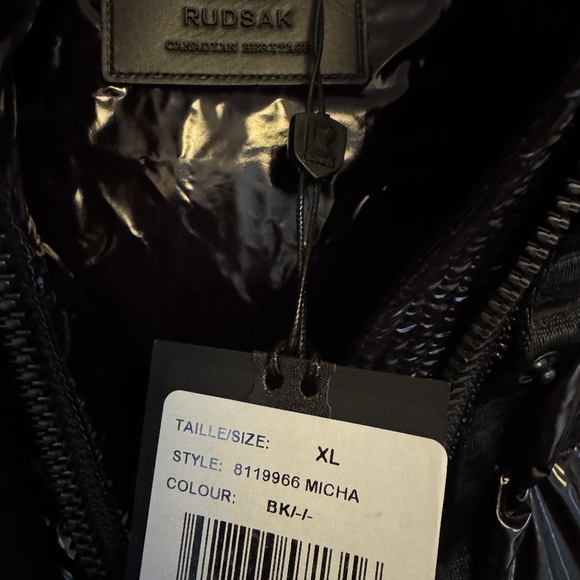 RUDSAK
CANADIAN HERITAGE
TAILLE/SIZE: XL
STYLE: 8119966 MICHA
COLOUR: BK/-/-